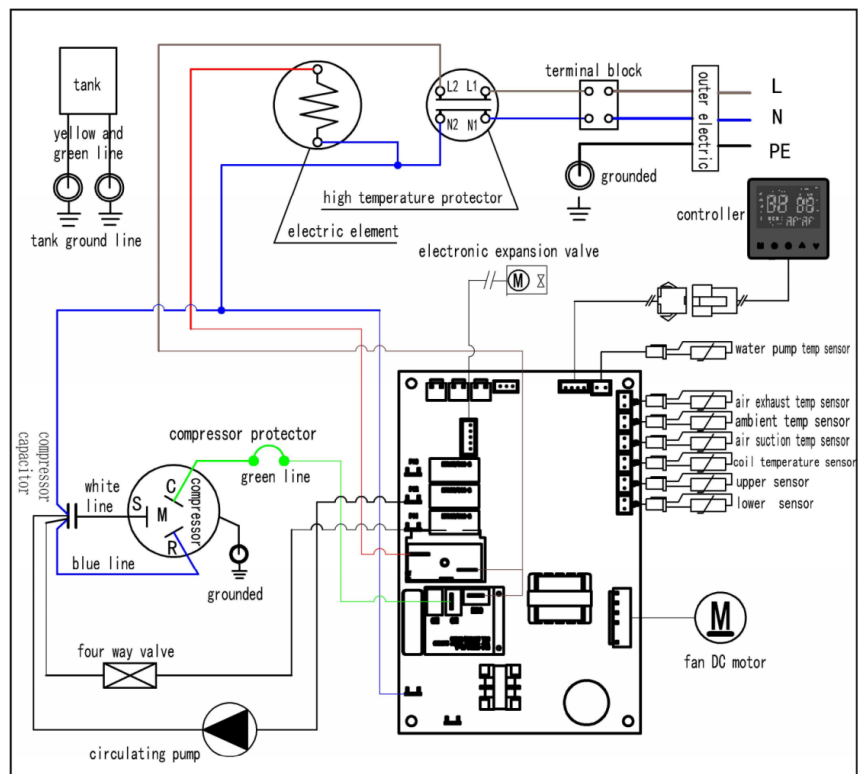 tank
yellow and
green line
tank ground line
electric element
high temperature protector
L2 L1
N2 N1
terminal block
outer electric
L
N
PE
grounded
controller
electronic expansion valve
M
water pump temp sensor
air exhaust temp sensor
ambient temp sensor
air suction temp sensor
coil temperature sensor
upper sensor
lower sensor
compressor protector
green line
compressor
capacitor
white
line
S
C
M
R
compressor
blue line
grounded
four way valve
circulating pump
M
fan DC motor